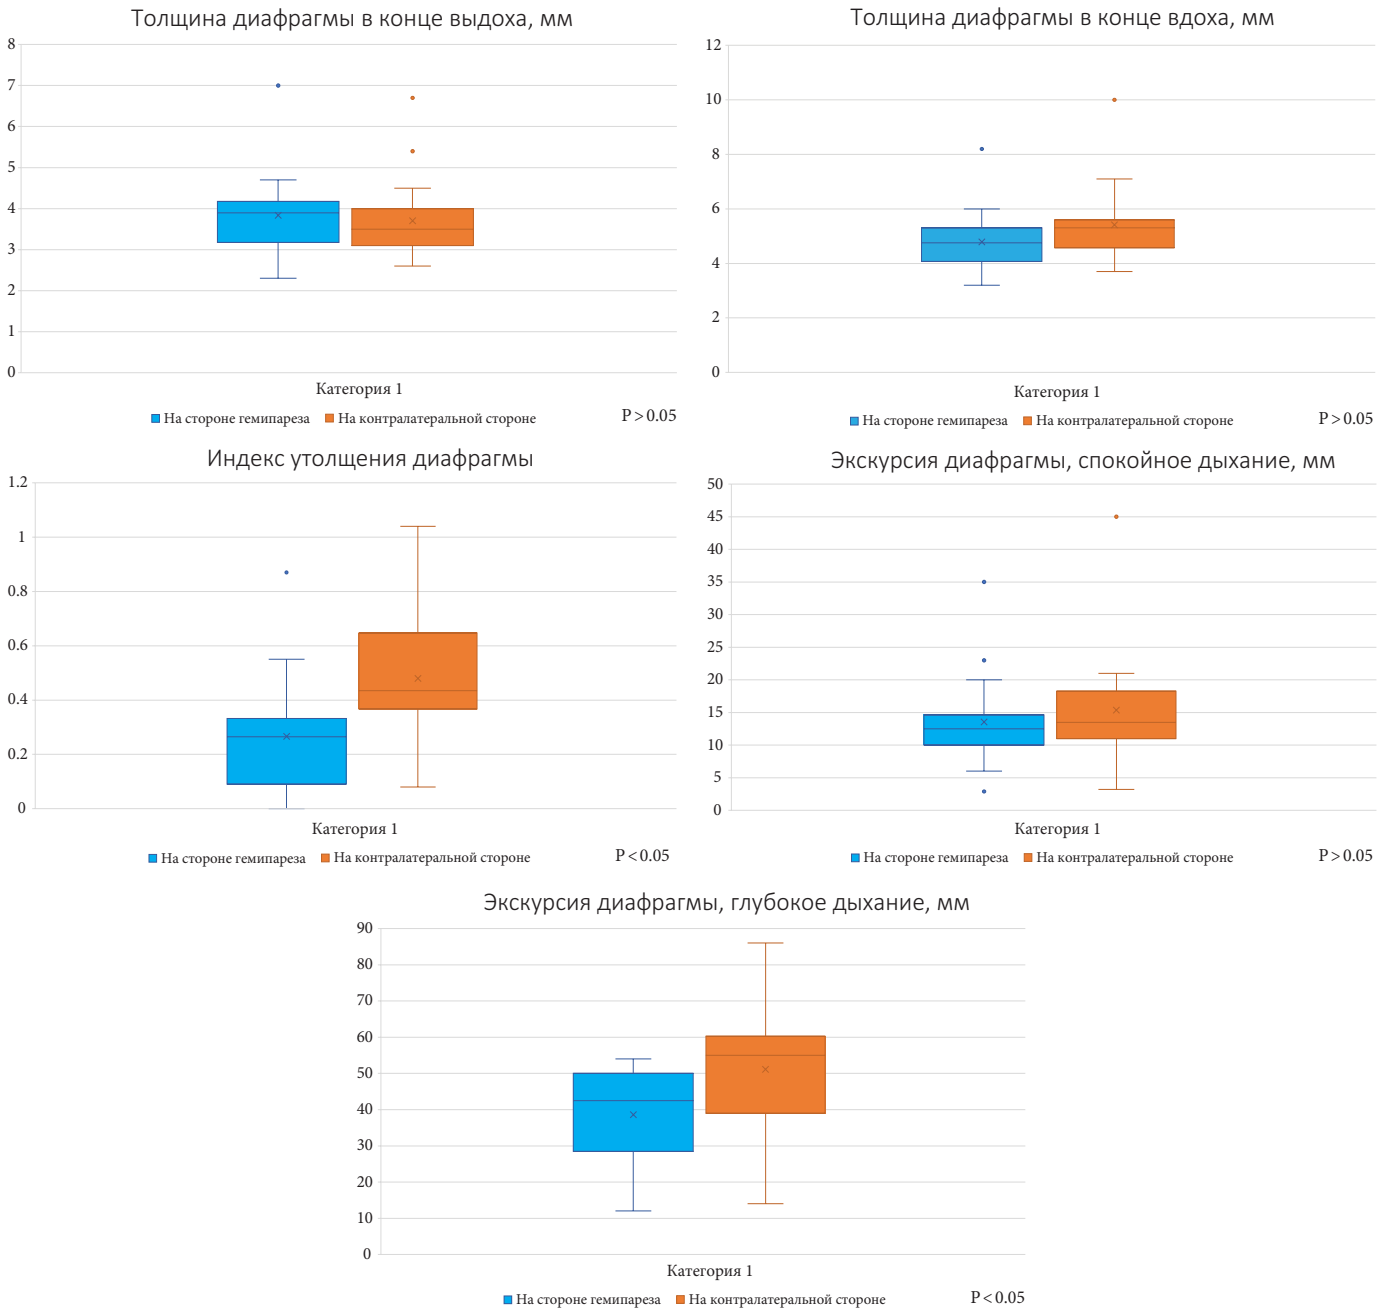 Толщина диафрагмы в конце выдоха, мм
8
7
6
5
4
3
2
1
0
Категория 1
На стороне гемипареза На контралатеральной стороне P > 0.05
Толщина диафрагмы в конце вдоха, мм
12
10
8
6
4
2
0
Категория 1
На стороне гемипареза На контралатеральной стороне P > 0.05
Индекс утолщения диафрагмы
1.2
1
0.8
0.6
0.4
0.2
0
Категория 1
На стороне гемипареза На контралатеральной стороне P < 0.05
Экскурсия диафрагмы, спокойное дыхание, мм
50
45
40
35
30
25
20
15
10
5
0
Категория 1
На стороне гемипареза На контралатеральной стороне P > 0.05
Экскурсия диафрагмы, глубокое дыхание, мм
90
80
70
60
50
40
30
20
10
0
Категория 1
На стороне гемипареза На контралатеральной стороне P < 0.05